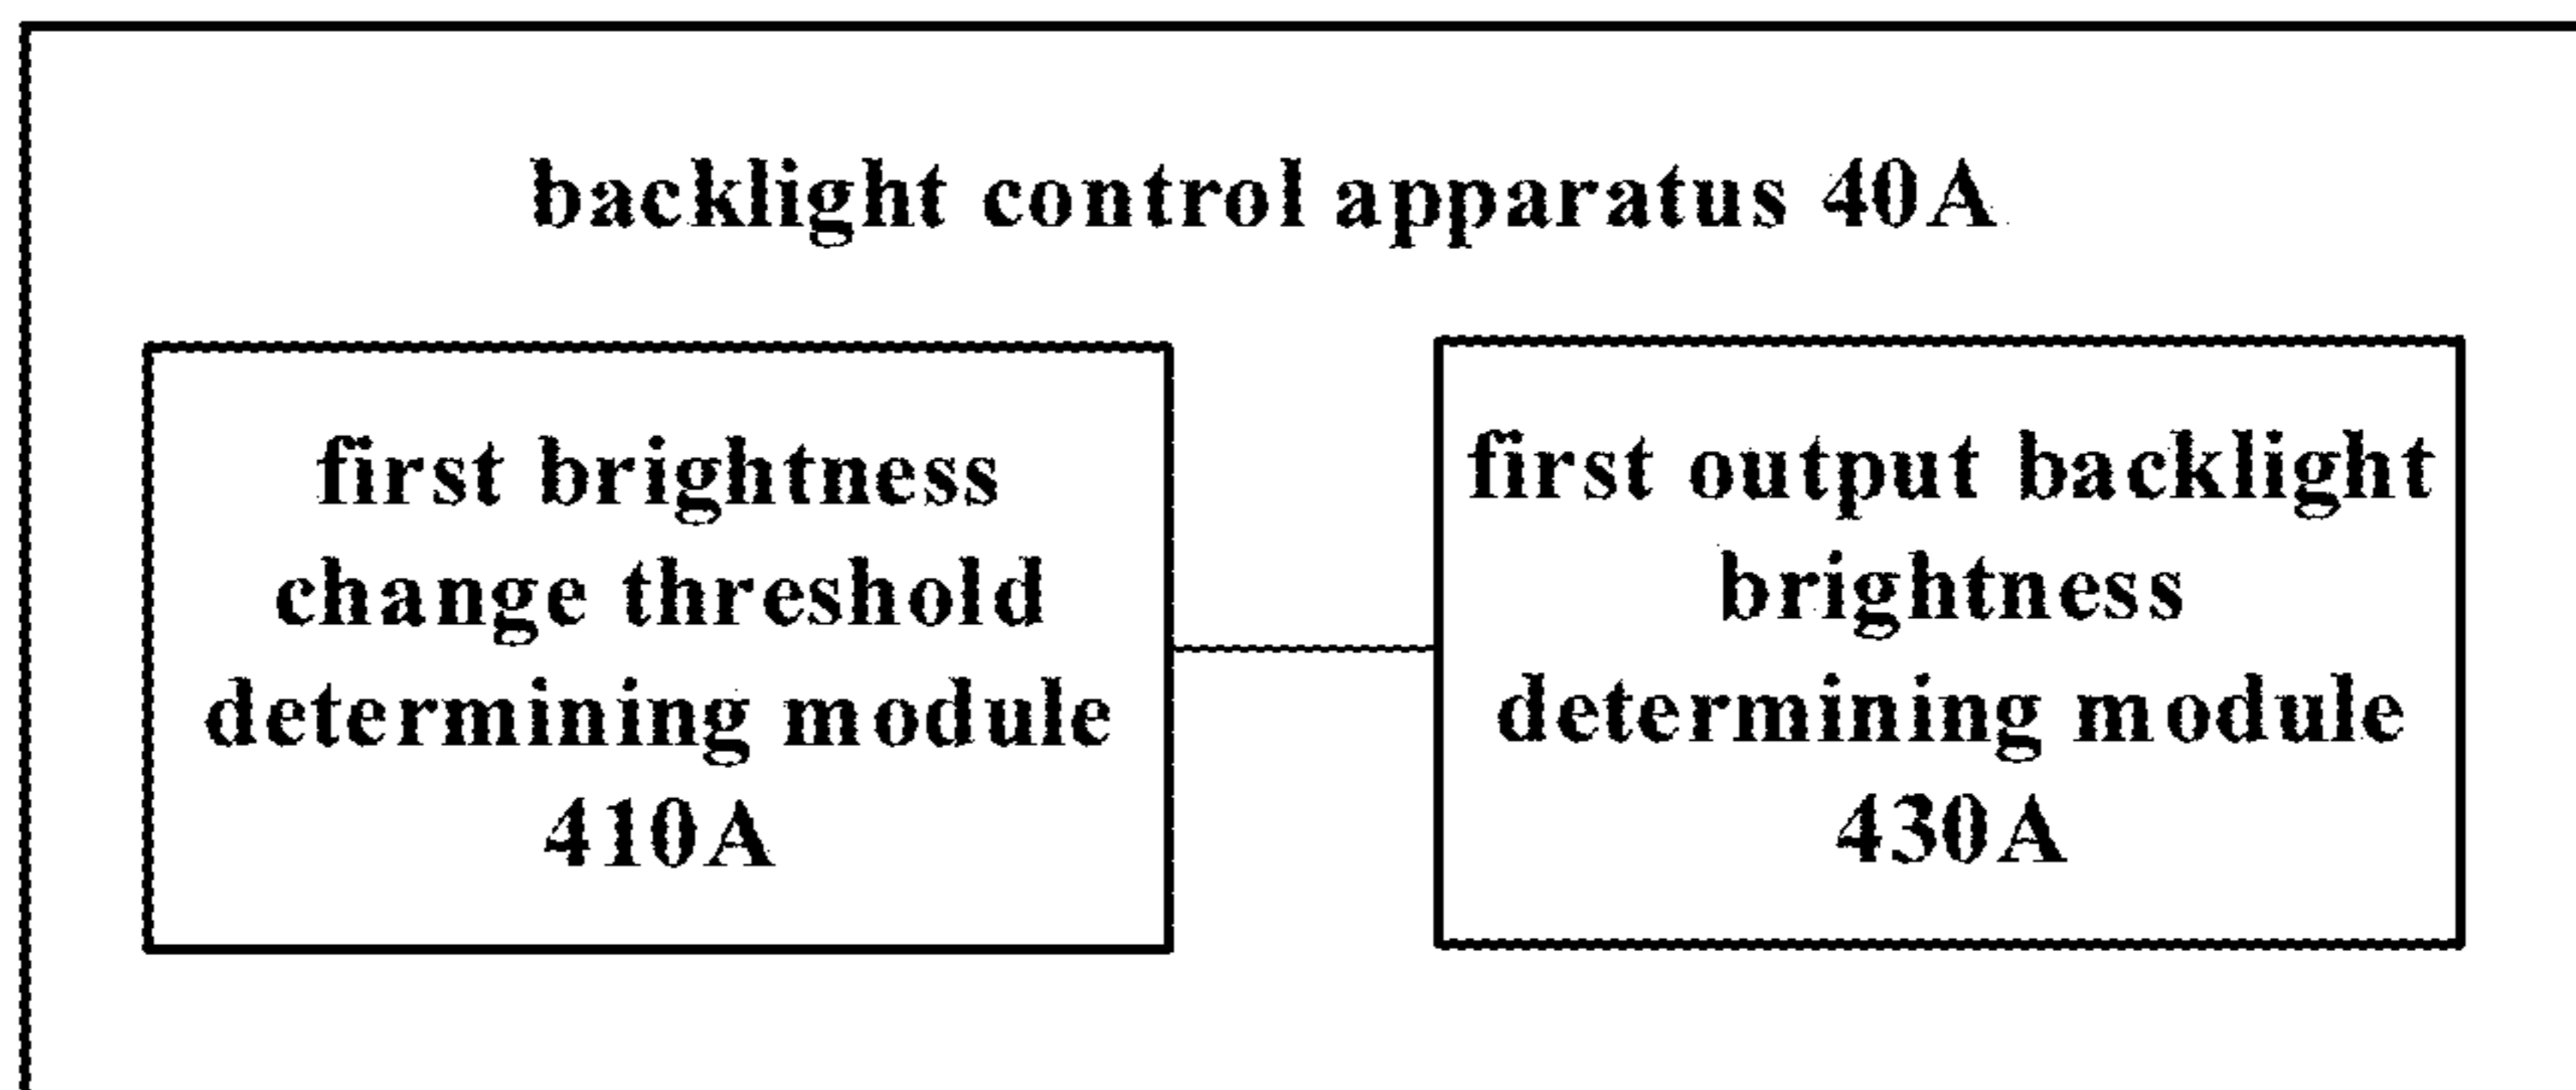 backlight control apparatus 40A
first brightness
change threshold
determining module
410A
first output backlight
brightness
determining module
430A